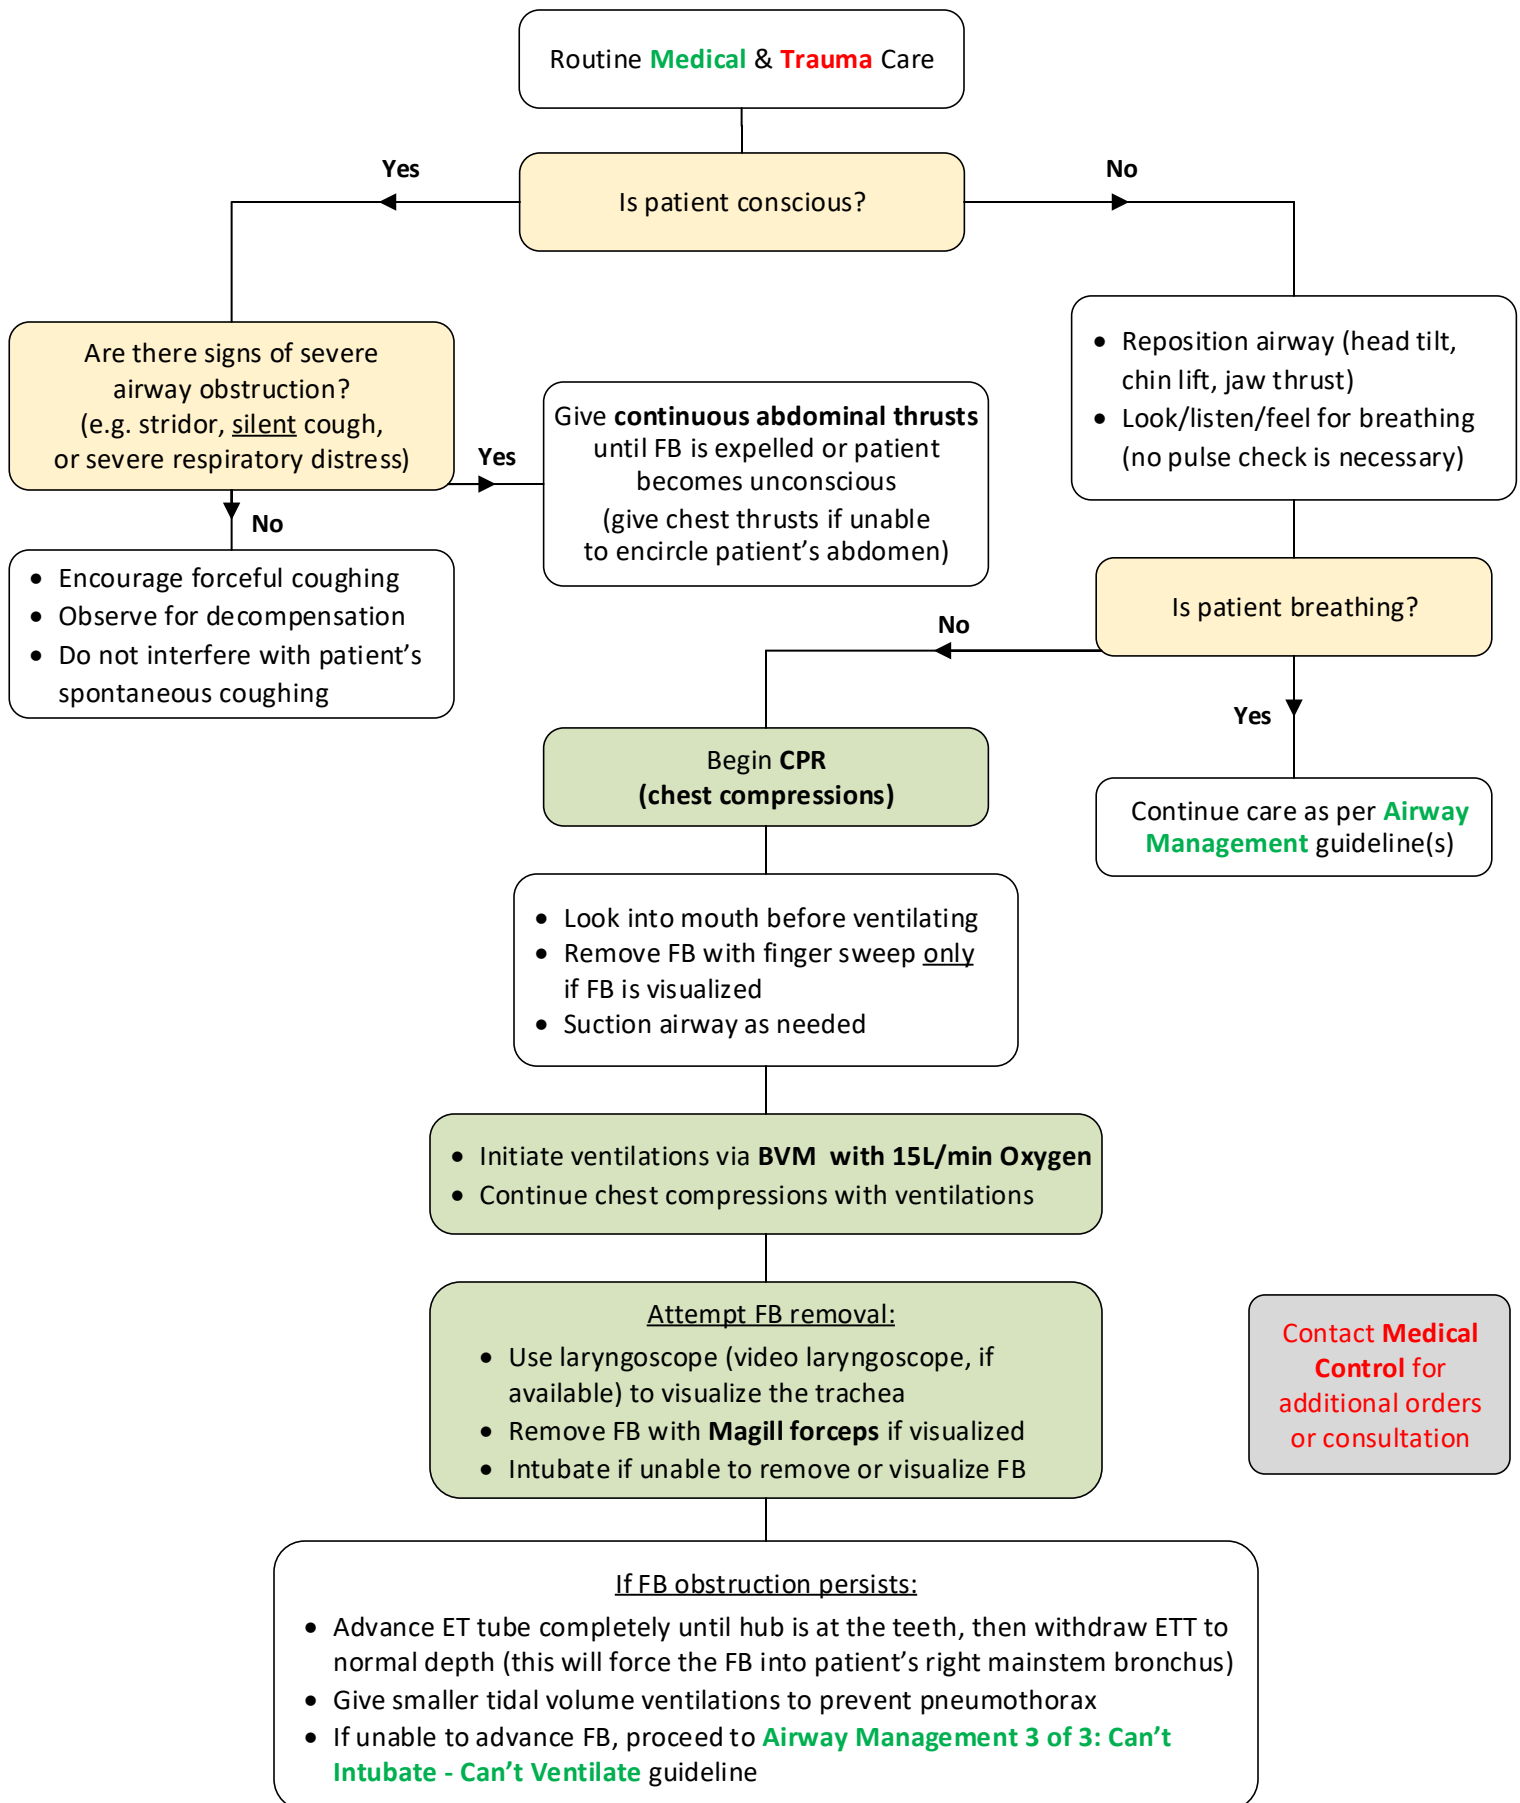 Routine Medical & Trauma Care
Yes
No
Is patient conscious?
Are there signs of severe
airway obstruction?
(e.g. stridor, silent cough,
or severe respiratory distress)
Yes
No
Give continuous abdominal thrusts
until FB is expelled or patient
becomes unconscious
(give chest thrusts if unable
to encircle patient's abdomen)
• Reposition airway (head tilt,
chin lift, jaw thrust)
• Look/listen/feel for breathing
(no pulse check is necessary)
• Encourage forceful coughing
• Observe for decompensation
• Do not interfere with patient's
spontaneous coughing
Is patient breathing?
No
Yes
Begin CPR
(chest compressions)
Continue care as per Airway
Management guideline(s)
• Look into mouth before ventilating
• Remove FB with finger sweep only
if FB is visualized
• Suction airway as needed
• Initiate ventilations via BVM with 15L/min Oxygen
• Continue chest compressions with ventilations
Attempt FB removal:
• Use laryngoscope (video laryngoscope, if
available) to visualize the trachea
• Remove FB with Magill forceps if visualized
• Intubate if unable to remove or visualize FB
Contact Medical
Control for
additional orders
or consultation
If FB obstruction persists:
• Advance ET tube completely until hub is at the teeth, then withdraw ETT to
normal depth (this will force the FB into patient's right mainstem bronchus)
• Give smaller tidal volume ventilations to prevent pneumothorax
• If unable to advance FB, proceed to Airway Management 3 of 3: Can't
Intubate - Can't Ventilate guideline